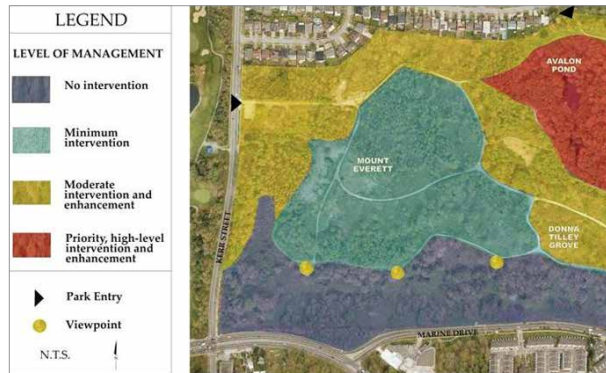 LEGEND
LEVEL OF MANAGEMENT
No intervention
Minimum
intervention
Moderate
intervention and
enhancement
Priority, high-level
intervention and
enhancement
Park Entry
Viewpoint
N.T.S.
AVALON
POND
MOUNT
EVERETT
DONNA
TILLEY
GROVE
KERR STREET
MARINE DRIVE